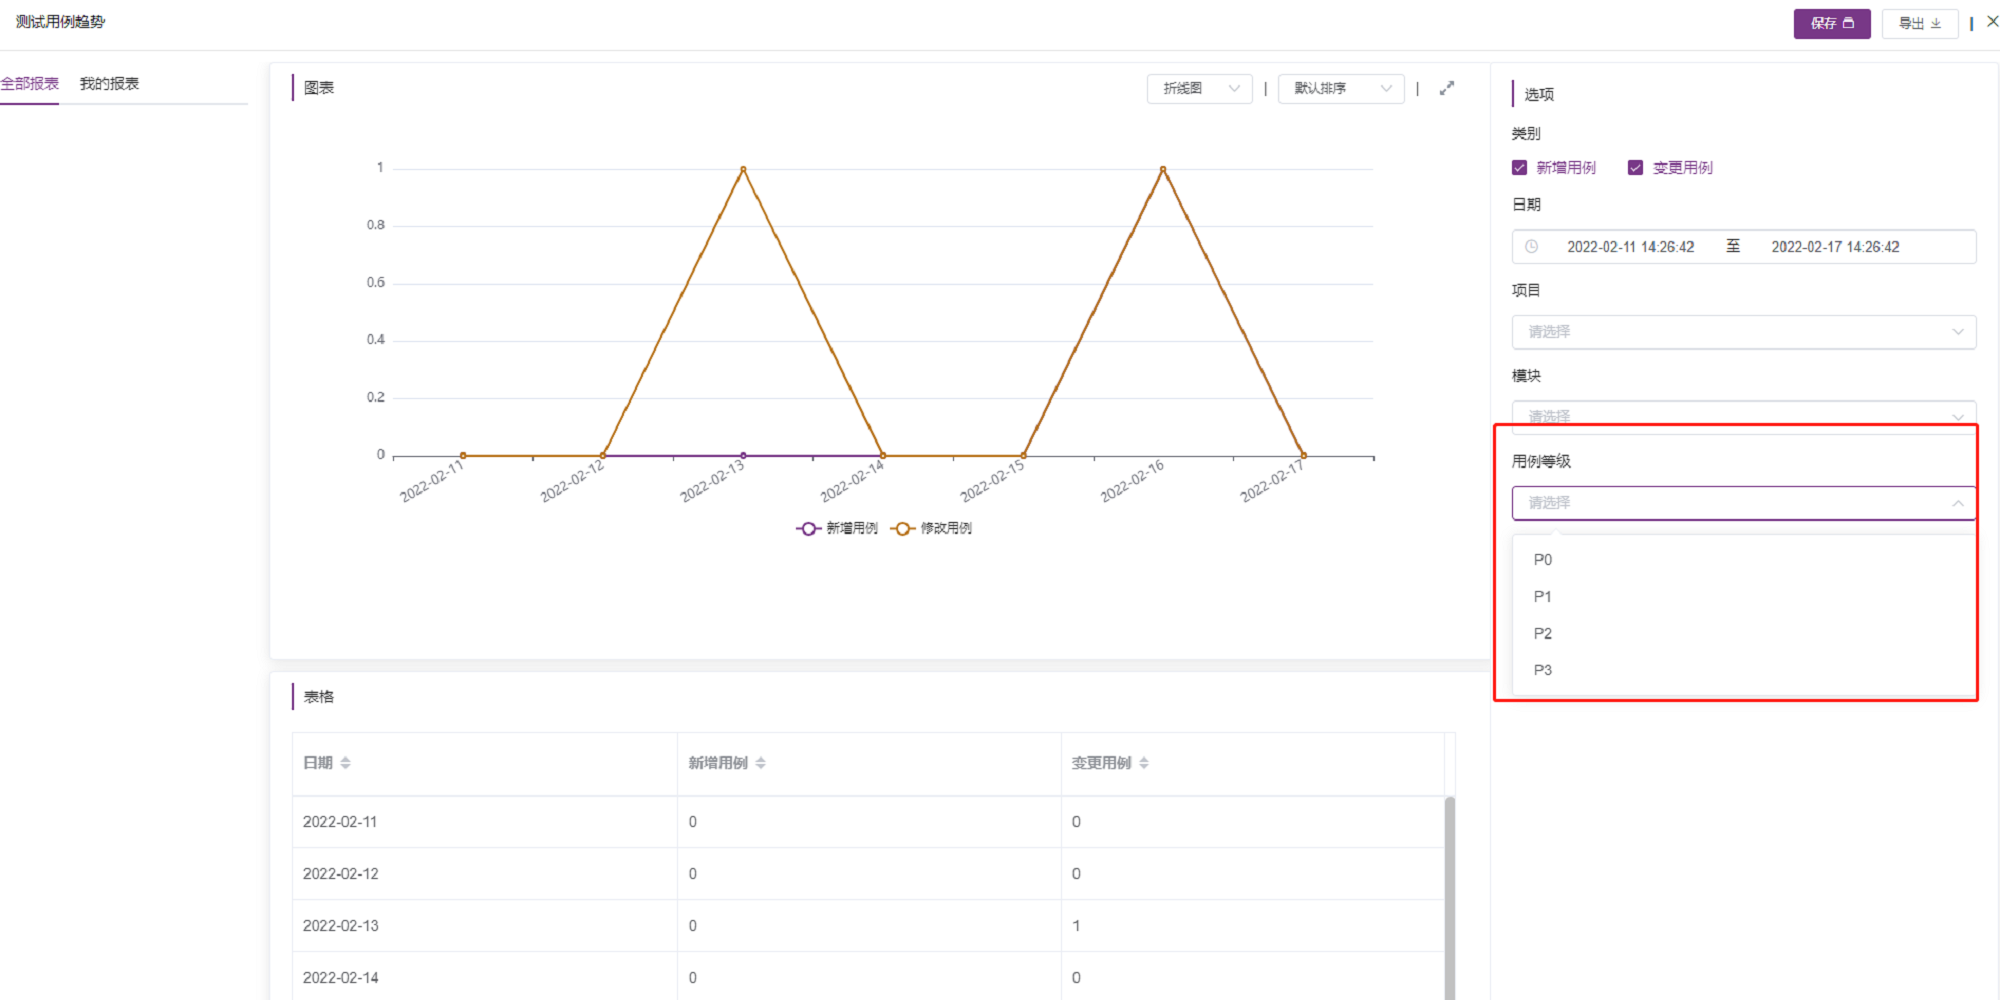 测试用例趋势
保存
导出
全部报表 我的报表
图表
折线图
默认排序
1
0.8
0.6
0.4
0.2
0
2022-02-11
2022-02-12
2022-02-13
2022-02-14
2022-02-15
2022-02-16
2022-02-17
新增用例 修改用例
表格
日期 新增用例 变更用例
2022-02-11 0 0
2022-02-12 0 0
2022-02-13 0 1
2022-02-14 0 0
选项
类别
新增用例 变更用例
日期
2022-02-11 14:26:42 至 2022-02-17 14:26:42
项目
请选择
模块
请选择
用例等级
请选择
P0
P1
P2
P3